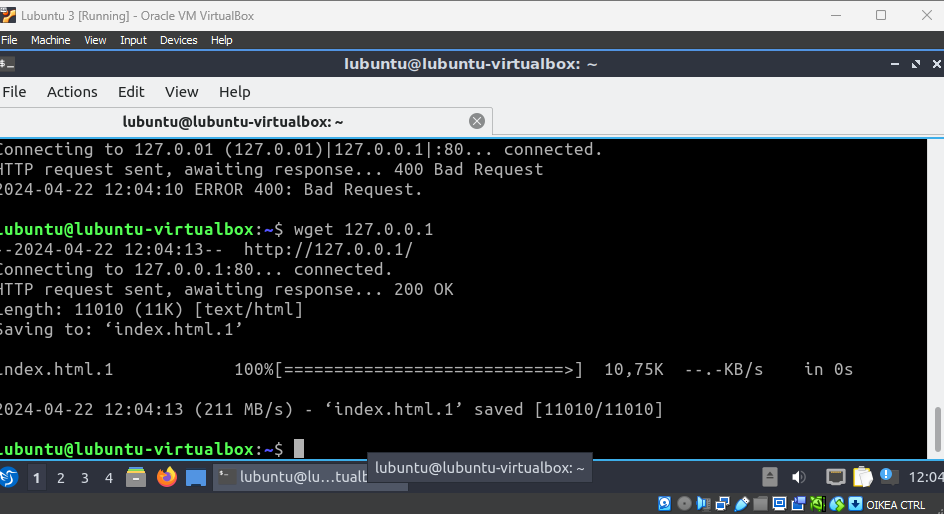 Lubuntu 3 [Running] - Oracle VM VirtualBox
File Machine View Input Devices Help
lubuntu@lubuntu-virtualbox: ~
File Actions Edit View Help
lubuntu@lubuntu-virtualbox: ~
Connecting to 127.0.01 (127.0.01)|127.0.0.1|:80... connected.
HTTP request sent, awaiting response... 400 Bad Request
2024-04-22 12:04:10 ERROR 400: Bad Request.
lubuntu@lubuntu-virtualbox:~$ wget 127.0.0.1
--2024-04-22 12:04:13--  http://127.0.0.1/
Connecting to 127.0.0.1:80... connected.
HTTP request sent, awaiting response... 200 OK
Length: 11010 (11K) [text/html]
Saving to: ‘index.html.1’
index.html.1 100%[============================>] 10,75K --.-KB/s in 0s
2024-04-22 12:04:13 (211 MB/s) - ‘index.html.1’ saved [11010/11010]
lubuntu@lubuntu-virtualbox:~$
1 2 3 4 lubuntu@lu…tualb lubuntu@lubuntu-virtualbox: ~ 12:04
OIKEA CTRL